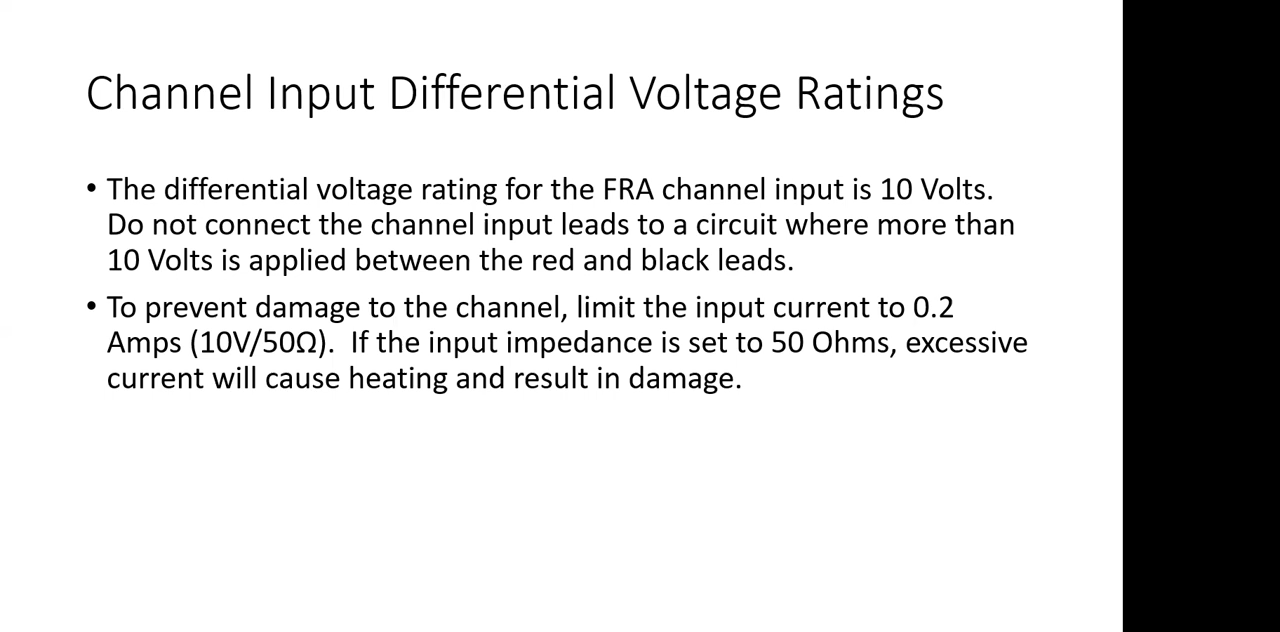 Channel Input Differential Voltage Ratings
• The differential voltage rating for the FRA channel input is 10 Volts.
Do not connect the channel input leads to a circuit where more than
10 Volts is applied between the red and black leads.
• To prevent damage to the channel, limit the input current to 0.2
Amps (10V/50Ω).  If the input impedance is set to 50 Ohms, excessive
current will cause heating and result in damage.